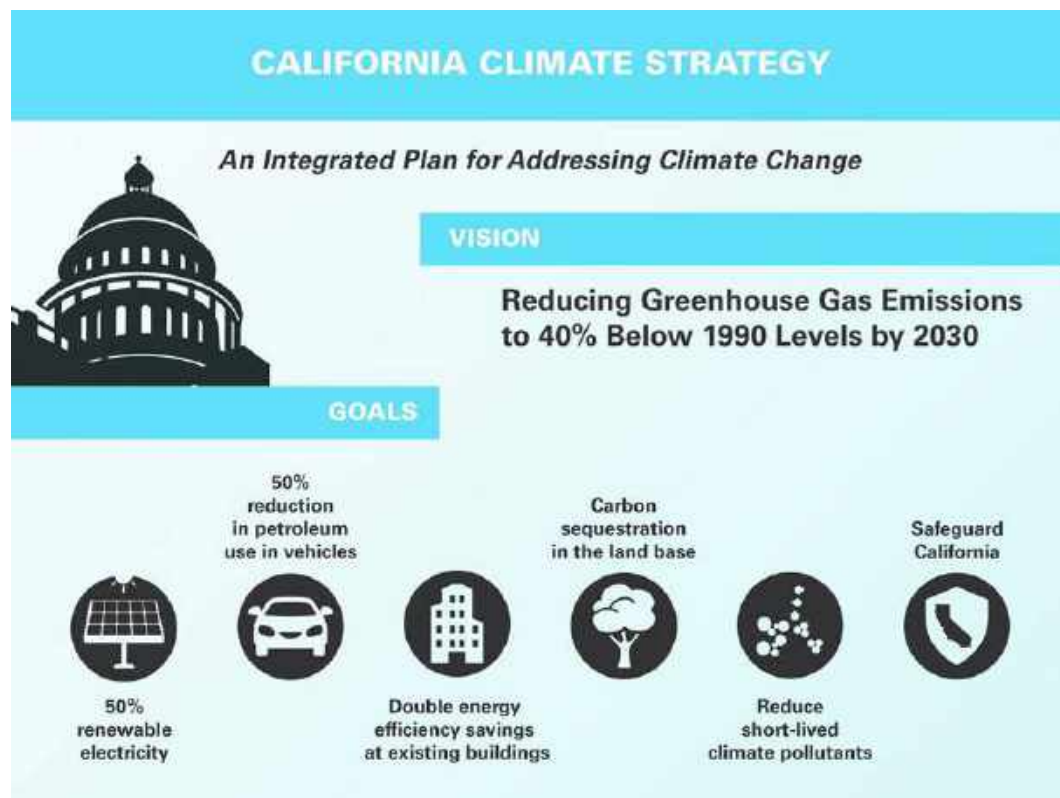 CALIFORNIA CLIMATE STRATEGY
An Integrated Plan for Addressing Climate Change
VISION
Reducing Greenhouse Gas Emissions
to 40% Below 1990 Levels by 2030
GOALS
50%
renewable
electricity
50%
reduction
in petroleum
use in vehicles
Double energy
efficiency savings
at existing buildings
Carbon
sequestration
in the land base
Reduce
short-lived
climate pollutants
Safeguard
California